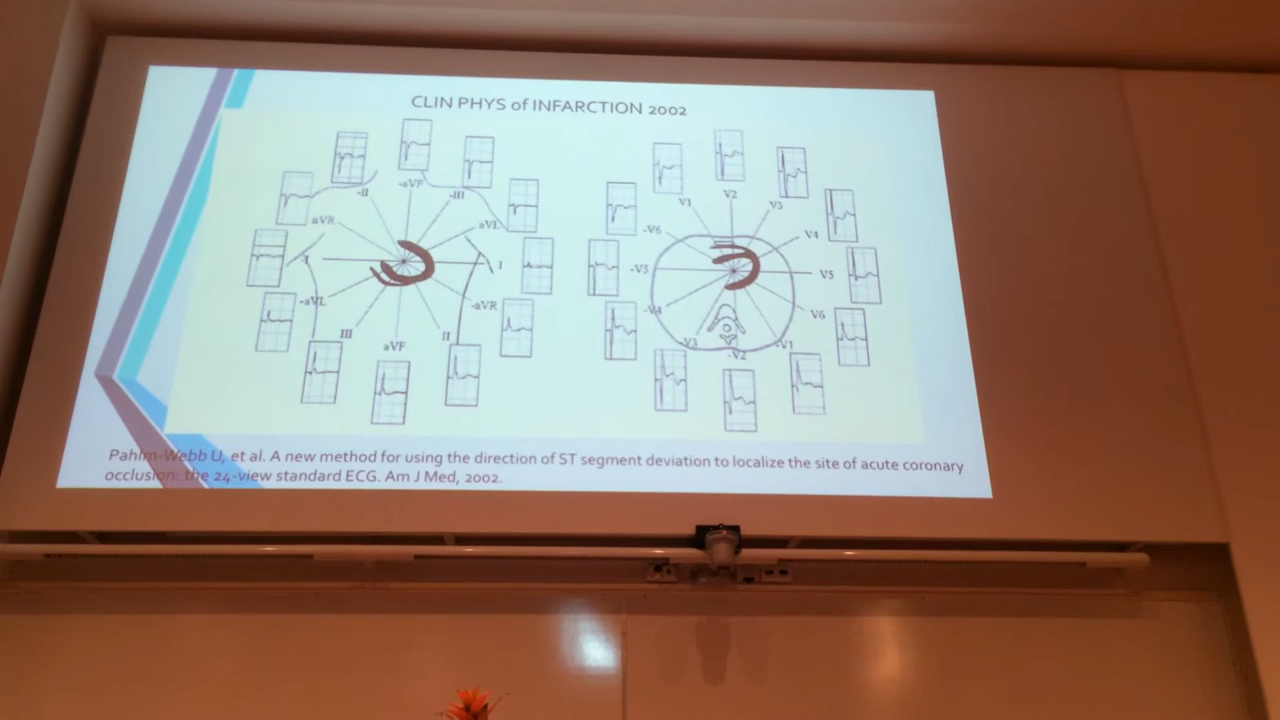 CLIN PHYS of INFARCTION 2002
-aVF
-II
-III
aVR
aVL
I
-aVL
-aVR
III
II
aVF
V2
V1
V3
-V6
V4
-V5
V5
-V4
V6
-V3
-V1
-V2
Pahlm-Webb U, et al. A new method for using the direction of ST segment deviation to localize the site of acute coronary
occlusion: the 24-view standard ECG. Am J Med, 2002.